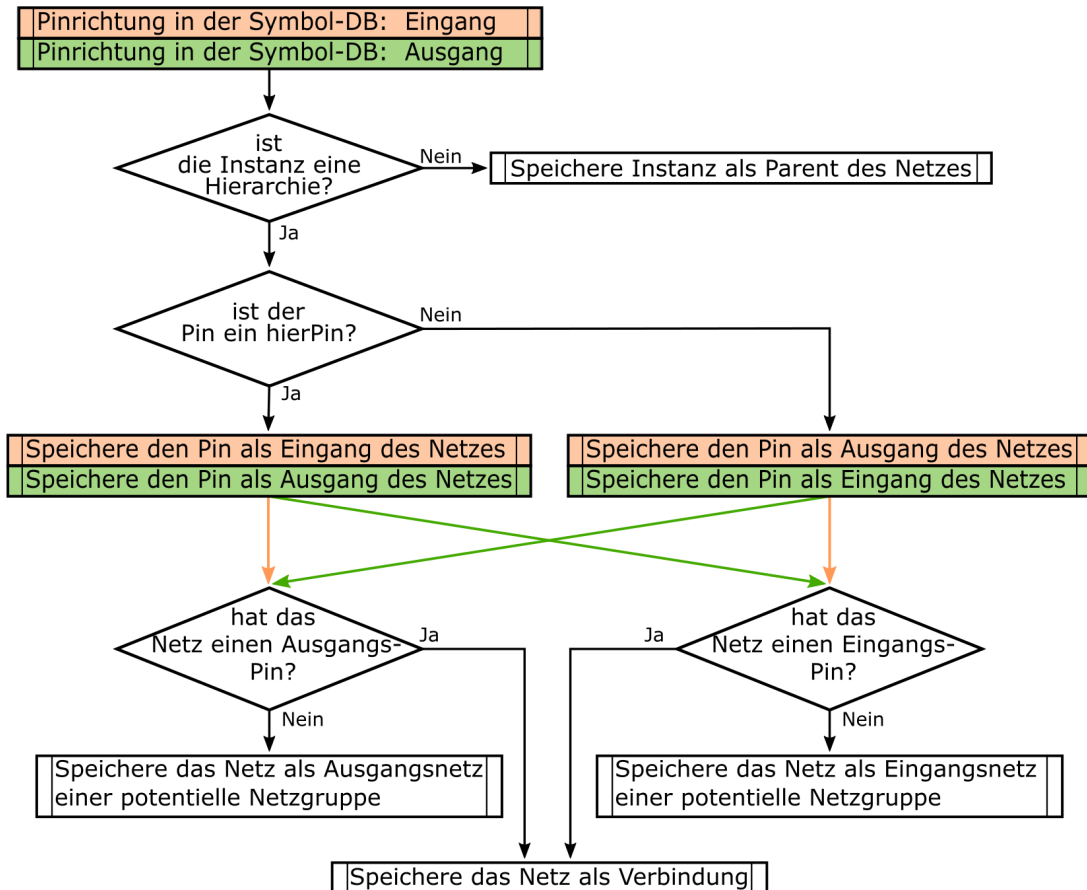 Pinrichtung in der Symbol-DB: Eingang
Pinrichtung in der Symbol-DB: Ausgang
ist
die Instanz eine
Hierarchie?
Nein
Speichere Instanz als Parent des Netzes
Ja
ist der
Pin ein hierPin?
Nein
Ja
Speichere den Pin als Eingang des Netzes
Speichere den Pin als Ausgang des Netzes
Speichere den Pin als Ausgang des Netzes
Speichere den Pin als Eingang des Netzes
hat das
Netz einen Ausgangs-
Pin?
Ja
Nein
hat das
Netz einen Eingangs-
Pin?
Ja
Nein
Speichere das Netz als Ausgangsnetz
einer potentielle Netzgruppe
Speichere das Netz als Eingangsnetz
einer potentielle Netzgruppe
Speichere das Netz als Verbindung